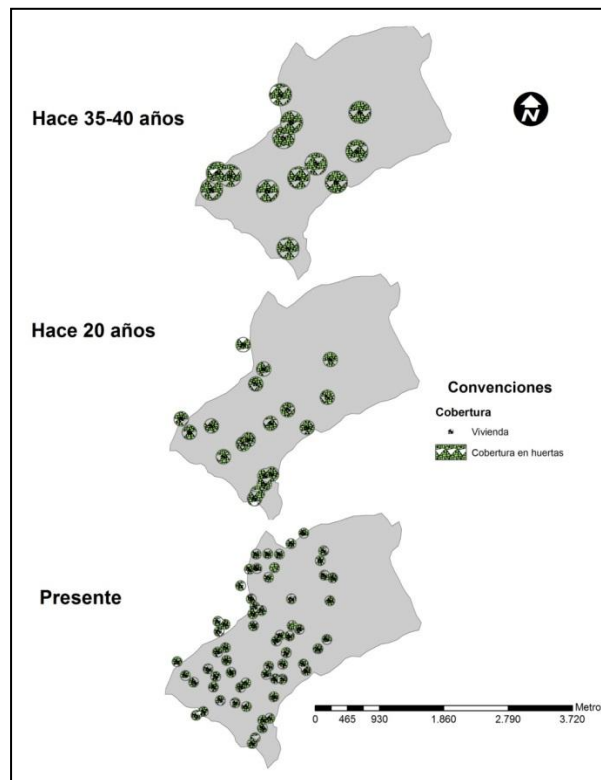 Hace 35-40 años
N
Hace 20 años
Convenciones
Cobertura
Vivienda
Cobertura en huertas
Presente
Metro
0 465 930 1.860 2.790 3.720